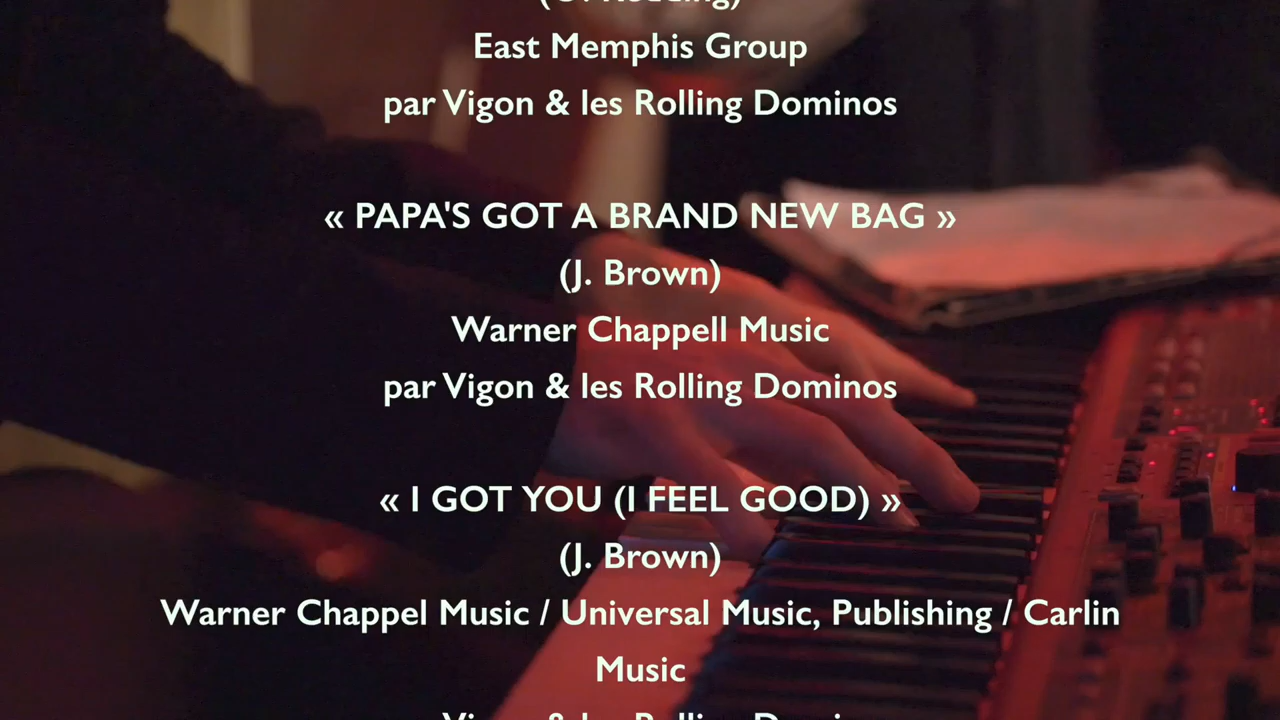 East Memphis Group
par Vigon & les Rolling Dominos
« PAPA'S GOT A BRAND NEW BAG »
(J. Brown)
Warner Chappell Music
par Vigon & les Rolling Dominos
« I GOT YOU (I FEEL GOOD) »
(J. Brown)
Warner Chappel Music / Universal Music, Publishing / Carlin
Music